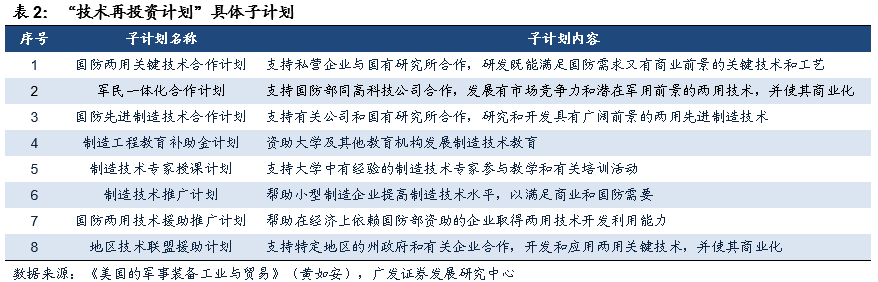 表 2： “技术再投资计划”具体子计划
序号 子计划名称 子计划内容
1 国防两用关键技术合作计划 支持私营企业与国有研究所合作，研发既能满足国防需求又有商业前景的关键技术和工艺
2 军民一体化合作计划 支持国防部同高科技公司合作，发展有市场竞争力和潜在军用前景的两用技术，并使其商业化
3 国防先进制造技术合作计划 支持有关公司和国有研究所合作，研究和开发具有广阔前景的两用先进制造技术
4 制造工程教育补助金计划 资助大学及其他教育机构发展制造技术教育
5 制造技术专家授课计划 支持大学中有经验的制造技术专家参与教学和有关培训活动
6 制造技术推广计划 帮助小型制造企业提高制造技术水平，以满足商业和国防需要
7 国防两用技术援助推广计划 帮助在经济上依赖国防部资助的企业取得两用技术开发利用能力
8 地区技术联盟援助计划 支持特定地区的州政府和有关企业合作，开发和应用两用关键技术，并使其商业化
数据来源：《美国的军事装备工业与贸易》（黄如安），广发证券发展研究中心